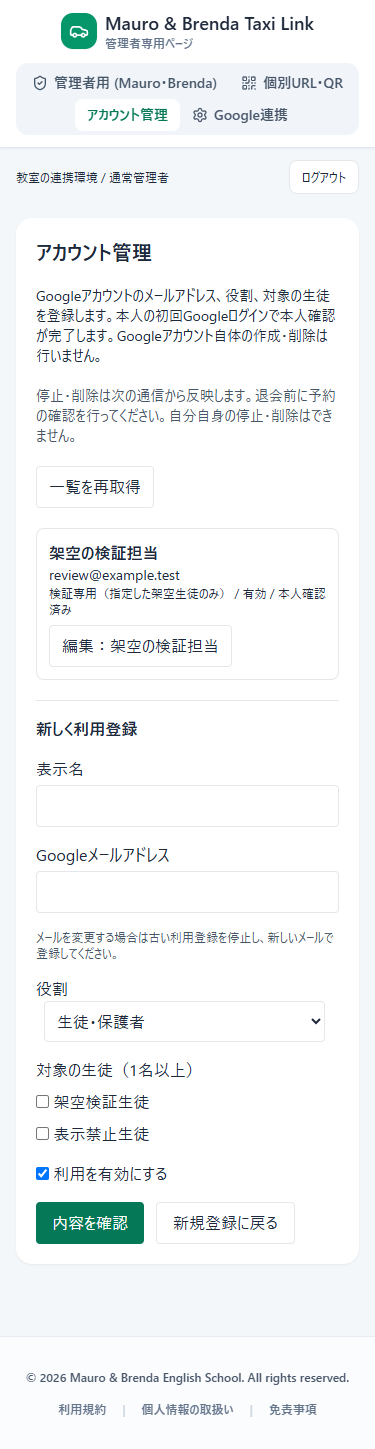 Mauro & Brenda Taxi Link
管理者専用ページ
管理者用 (Mauro・Brenda)
個別URL・QR
アカウント管理
Google連携
教室の連携環境 / 通常管理者
ログアウト
アカウント管理
Googleアカウントのメールアドレス、役割、対象の生徒
を登録します。本人の初回Googleログインで本人確認
が完了します。Googleアカウント自体の作成・削除は
行いません。
停止・削除は次の通信から反映します。退会前に予約
の確認を行ってください。自分自身の停止・削除はでき
ません。
一覧を再取得
架空の検証担当
review@example.test
検証専用（指定した架空生徒のみ） / 有効 / 本人確認
済み
編集：架空の検証担当
新しく利用登録
表示名
Googleメールアドレス
メールを変更する場合は古い利用登録を停止し、新しいメールで
登録してください。
役割
生徒・保護者
対象の生徒（1名以上）
架空検証生徒
表示禁止生徒
利用を有効にする
内容を確認
新規登録に戻る
© 2026 Mauro & Brenda English School. All rights reserved.
利用規約 | 個人情報の取扱い | 免責事項